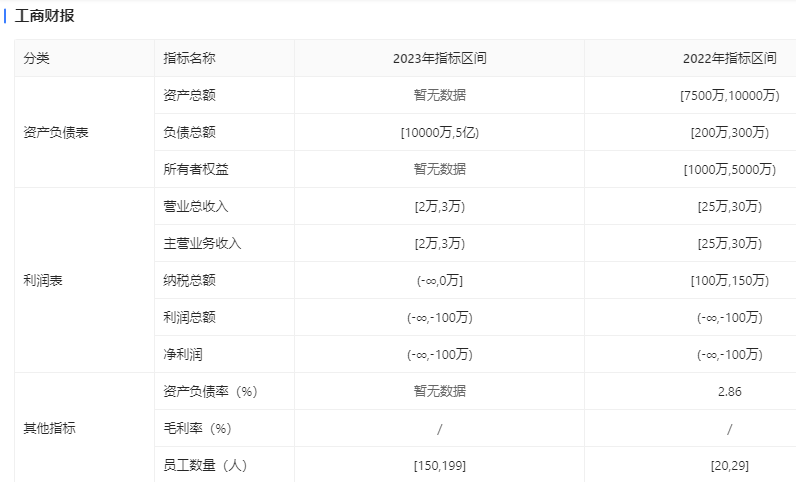 工商财报
分类 指标名称 2023年指标区间 2022年指标区间
资产总额 暂无数据 [7500万,10000万)
资产负债表 负债总额 [10000万,5亿) [200万,300万)
所有者权益 暂无数据 [1000万,5000万)
营业总收入 [2万,3万) [25万,30万)
主营业务收入 [2万,3万) [25万,30万)
利润表 纳税总额 (-∞,0万] [100万,150万)
利润总额 (-∞,-100万) (-∞,-100万)
净利润 (-∞,-100万) (-∞,-100万)
资产负债率（%） 暂无数据 2.86
其他指标 毛利率（%） / /
员工数量（人） [150,199] [20,29]